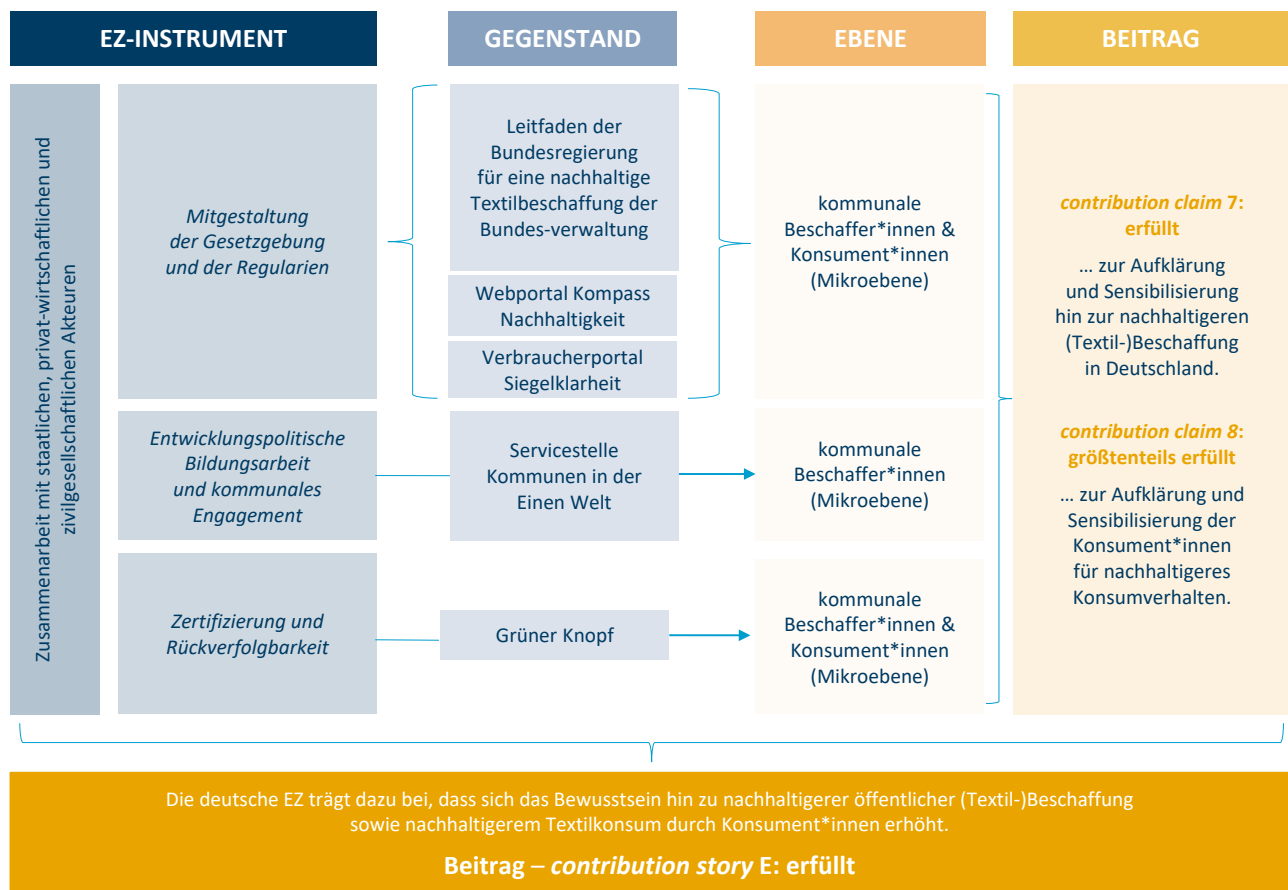 EZ-INSTRUMENT
GEGENSTAND
EBENE
BEITRAG
Zusammenarbeit mit staatlichen, privat-wirtschaftlichen und
zivilgesellschaftlichen Akteuren
Mitgestaltung
der Gesetzgebung
und der Regularien
Leitfaden der
Bundesregierung
für eine nachhaltige
Textilbeschaffung der
Bundes-verwaltung
Webportal Kompass
Nachhaltigkeit
Verbraucherportal
Siegelklarheit
kommunale
Beschaffer*innen &
Konsument*innen
(Mikroebene)
Entwicklungspolitische
Bildungsarbeit
und kommunales
Engagement
Servicestelle
Kommunen in der
Einen Welt
kommunale
Beschaffer*innen
(Mikroebene)
Zertifizierung und
Rückverfolgbarkeit
Grüner Knopf
kommunale
Beschaffer*innen &
Konsument*innen
(Mikroebene)
contribution claim 7:
erfüllt
... zur Aufklärung
und Sensibilisierung
hin zur nachhaltigeren
(Textil-)Beschaffung
in Deutschland.
contribution claim 8:
größtenteils erfüllt
... zur Aufklärung und
Sensibilisierung der
Konsument*innen
für nachhaltigeres
Konsumverhalten.
Die deutsche EZ trägt dazu bei, dass sich das Bewusstsein hin zu nachhaltigerer öffentlicher (Textil-)Beschaffung
sowie nachhaltigerem Textilkonsum durch Konsument*innen erhöht.
Beitrag – contribution story E: erfüllt